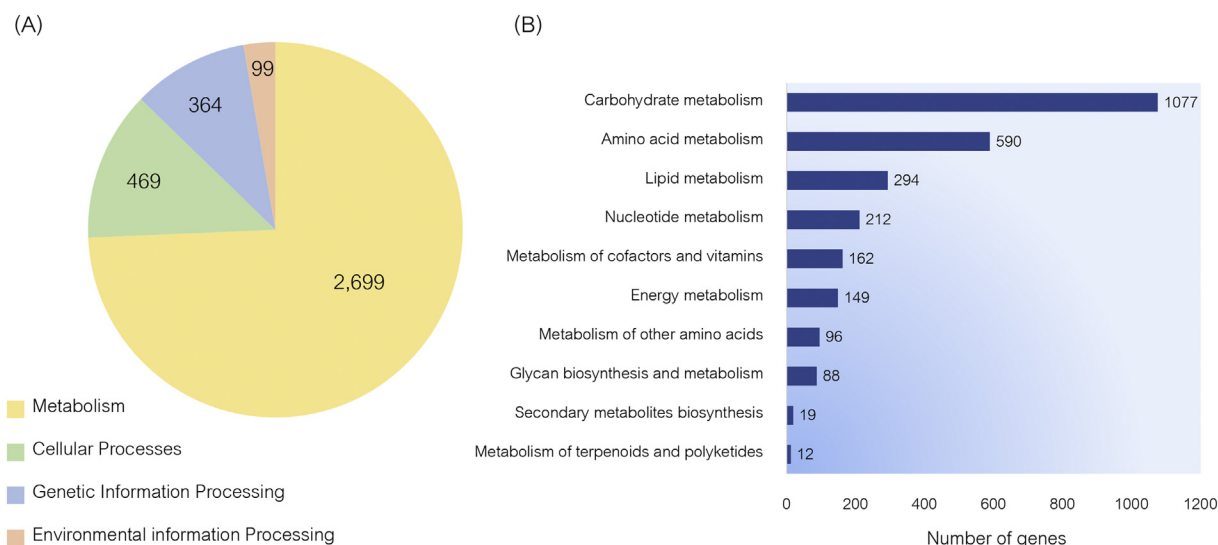 (A)
99
364
469
2,699
Metabolism
Cellular Processes
Genetic Information Processing
Environmental information Processing
(B)
Carbohydrate metabolism 1077
Amino acid metabolism 590
Lipid metabolism 294
Nucleotide metabolism 212
Metabolism of cofactors and vitamins 162
Energy metabolism 149
Metabolism of other amino acids 96
Glycan biosynthesis and metabolism 88
Secondary metabolites biosynthesis 19
Metabolism of terpenoids and polyketides 12
0 200 400 600 800 1000 1200
Number of genes